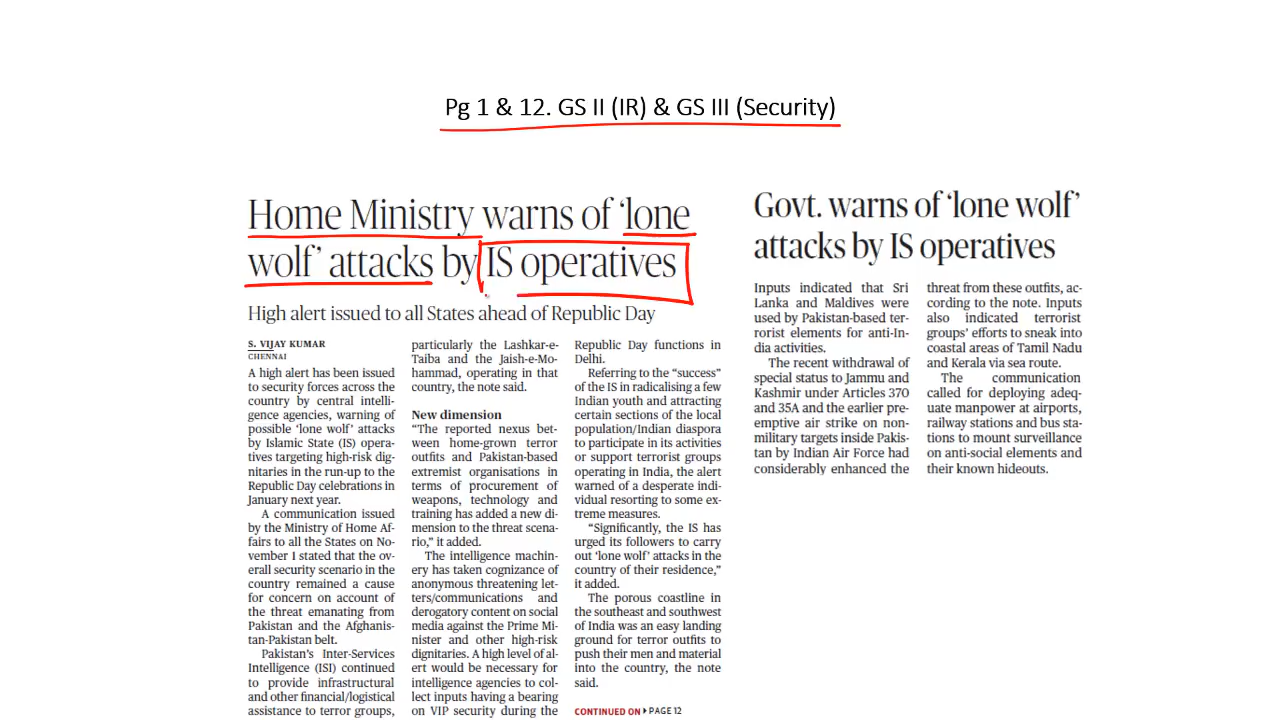 Pg 1 & 12. GS II (IR) & GS III (Security)
Home Ministry warns of ‘lone
wolf’ attacks by IS operatives
High alert issued to all States ahead of Republic Day
S. VIJAY KUMAR
CHENNAI
A high alert has been issued
to security forces across the
country by central intelli-
gence agencies, warning of
possible ‘lone wolf’ attacks
by Islamic State (IS) opera-
tives targeting high-risk dig-
nitaries in the run-up to the
Republic Day celebrations in
January next year.
A communication issued
by the Ministry of Home Af-
fairs to all the States on No-
vember 1 stated that the ov-
erall security scenario in the
country remained a cause
for concern on account of
the threat emanating from
Pakistan and the Afghanis-
tan-Pakistan belt.
Pakistan’s Inter-Services
Intelligence (ISI) continued
to provide infrastructural
and other financial/logistical
assistance to terror groups,
particularly the Lashkar-e-
Taiba and the Jaish-e-Mo-
hammad, operating in that
country, the note said.
New dimension
“The reported nexus bet-
ween home-grown terror
outfits and Pakistan-based
extremist organisations in
terms of procurement of
weapons, technology and
training has added a new di-
mension to the threat scena-
rio,” it added.
The intelligence machin-
ery has taken cognizance of
anonymous threatening let-
ters/communications and
derogatory content on social
media against the Prime Mi-
nister and other high-risk
dignitaries. A high level of al-
ert would be necessary for
intelligence agencies to col-
lect inputs having a bearing
on VIP security during the
Republic Day functions in
Delhi.
Referring to the “success”
of the IS in radicalising a few
Indian youth and attracting
certain sections of the local
population/Indian diaspora
to participate in its activities
or support terrorist groups
operating in India, the alert
warned of a desperate indi-
vidual resorting to some ex-
treme measures.
“Significantly, the IS has
urged its followers to carry
out ‘lone wolf’ attacks in the
country of their residence,”
it added.
The porous coastline in
the southeast and southwest
of India was an easy landing
ground for terror outfits to
push their men and material
into the country, the note
said.
CONTINUED ON ▸ PAGE 12
Govt. warns of ‘lone wolf’
attacks by IS operatives
Inputs indicated that Sri
Lanka and Maldives were
used by Pakistan-based ter-
rorist elements for anti-In-
dia activities.
The recent withdrawal of
special status to Jammu and
Kashmir under Articles 370
and 35A and the earlier pre-
emptive air strike on non-
military targets inside Pakis-
tan by Indian Air Force had
considerably enhanced the
threat from these outfits, ac-
cording to the note. Inputs
also indicated terrorist
groups’ efforts to sneak into
coastal areas of Tamil Nadu
and Kerala via sea route.
The communication
called for deploying adeq-
uate manpower at airports,
railway stations and bus sta-
tions to mount surveillance
on anti-social elements and
their known hideouts.